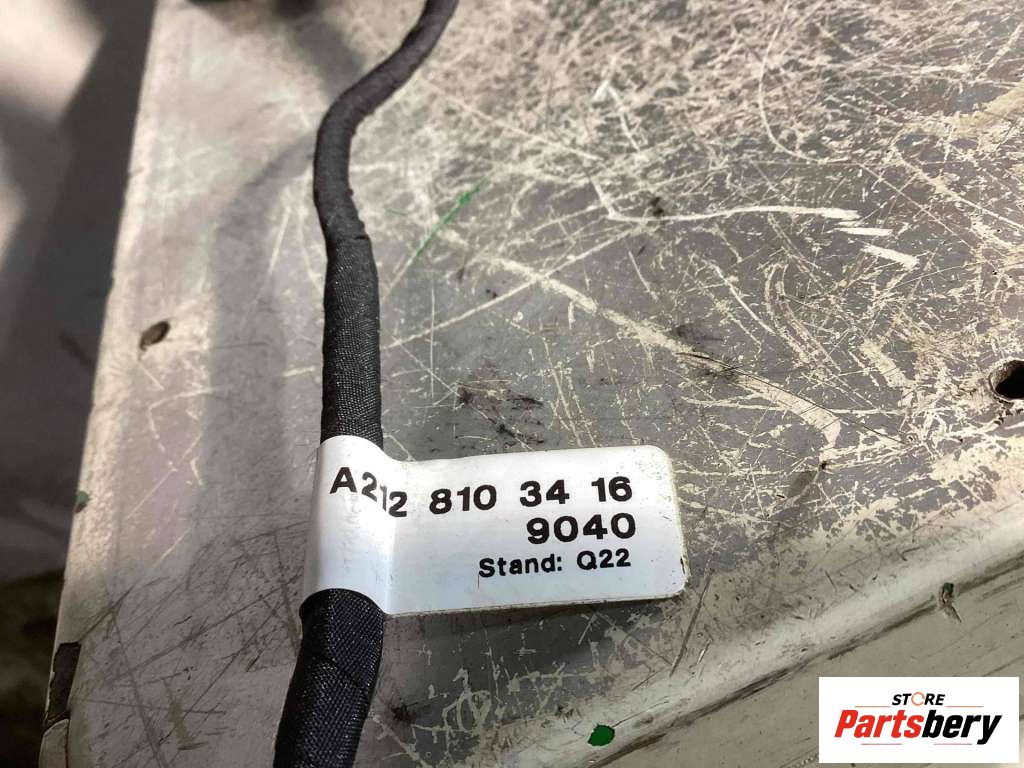 A212 810 34 16
9040
Stand: Q22
STORE
Partsbery